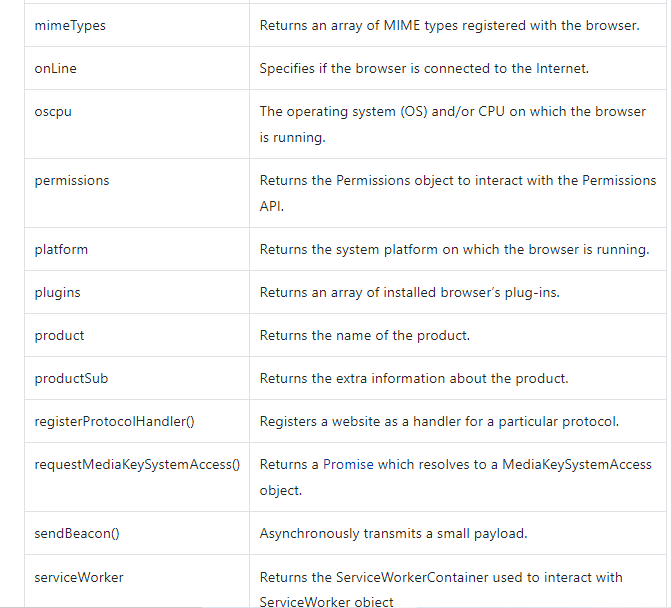 mimeTypes Returns an array of MIME types registered with the browser.
onLine Specifies if the browser is connected to the Internet.
oscpu The operating system (OS) and/or CPU on which the browser
is running.
permissions Returns the Permissions object to interact with the Permissions
API.
platform Returns the system platform on which the browser is running.
plugins Returns an array of installed browser’s plug-ins.
product Returns the name of the product.
productSub Returns the extra information about the product.
registerProtocolHandler() Registers a website as a handler for a particular protocol.
requestMediaKeySystemAccess() Returns a Promise which resolves to a MediaKeySystemAccess
object.
sendBeacon() Asynchronously transmits a small payload.
serviceWorker Returns the ServiceWorkerContainer used to interact with
ServiceWorker object